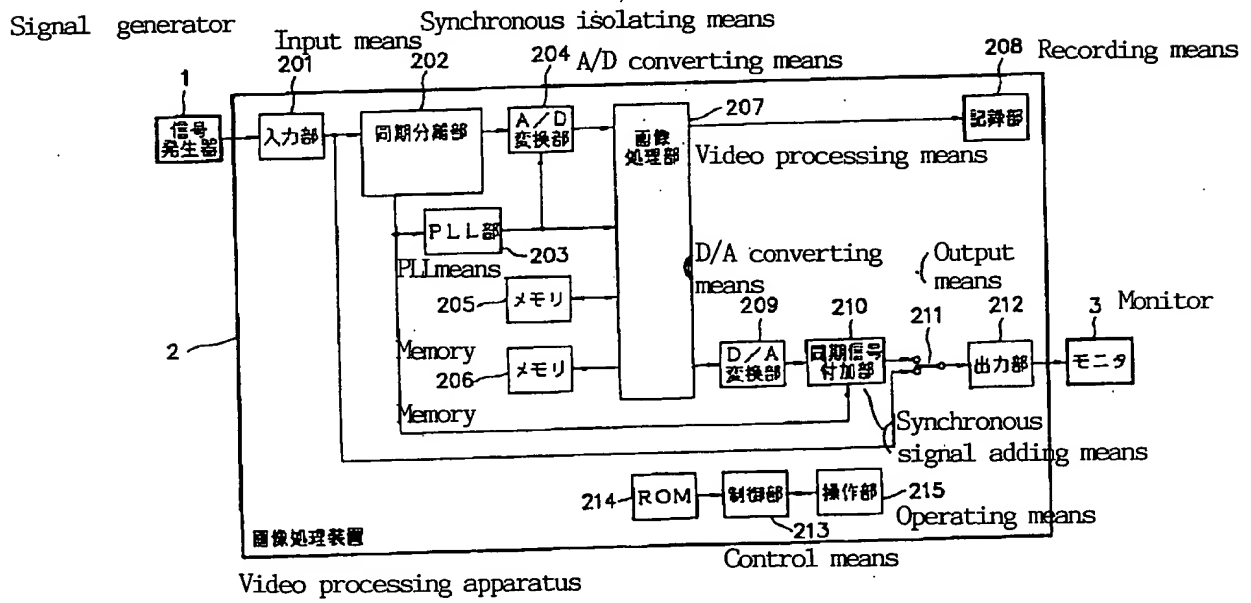 Signal generator
Synchronous isolating means
Input means
201
202
204
A/D converting means
208
Recording means
1
信号
発生部
入力部
同期分離部
A/D
変換部
207
画像
処理部
Video processing means
記録部
PLL部
203
PLLmeans
205
メモリ
Memory
206
メモリ
Memory
2
D/A converting
means
209
D/A
変換部
210
同期信号
付加部
Output
means
211
212
出力部
3
Monitor
モニタ
Synchronous
signal adding means
214
ROM
制御部
213
Control means
操作部
215
Operating means
画像処理装置
Video processing apparatus